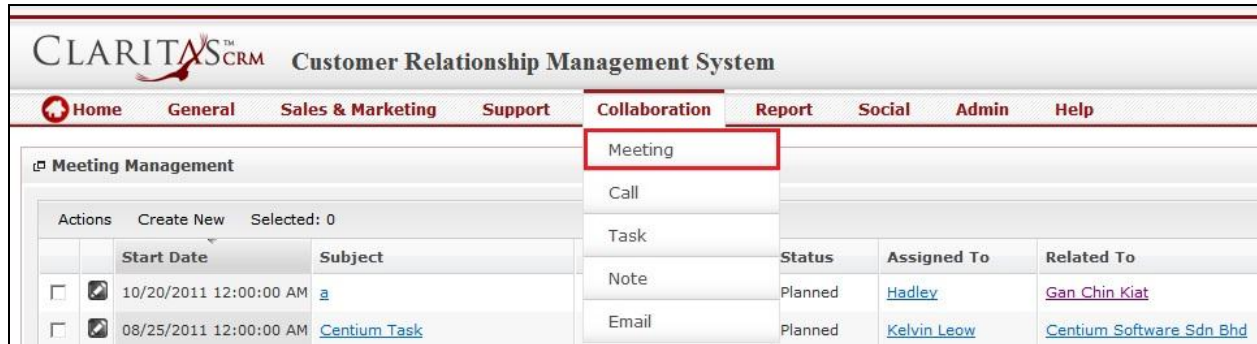 CLARITAS™CRM Customer Relationship Management System
Home General Sales & Marketing Support Collaboration Report Social Admin Help
Meeting
Meeting Management
Call
Actions Create New Selected: 0
Task
Start Date Subject Status Assigned To Related To
Note
10/20/2011 12:00:00 AM a Planned Hadley Gan Chin Kiat
Email
08/25/2011 12:00:00 AM Centium Task Planned Kelvin Leow Centium Software Sdn Bhd